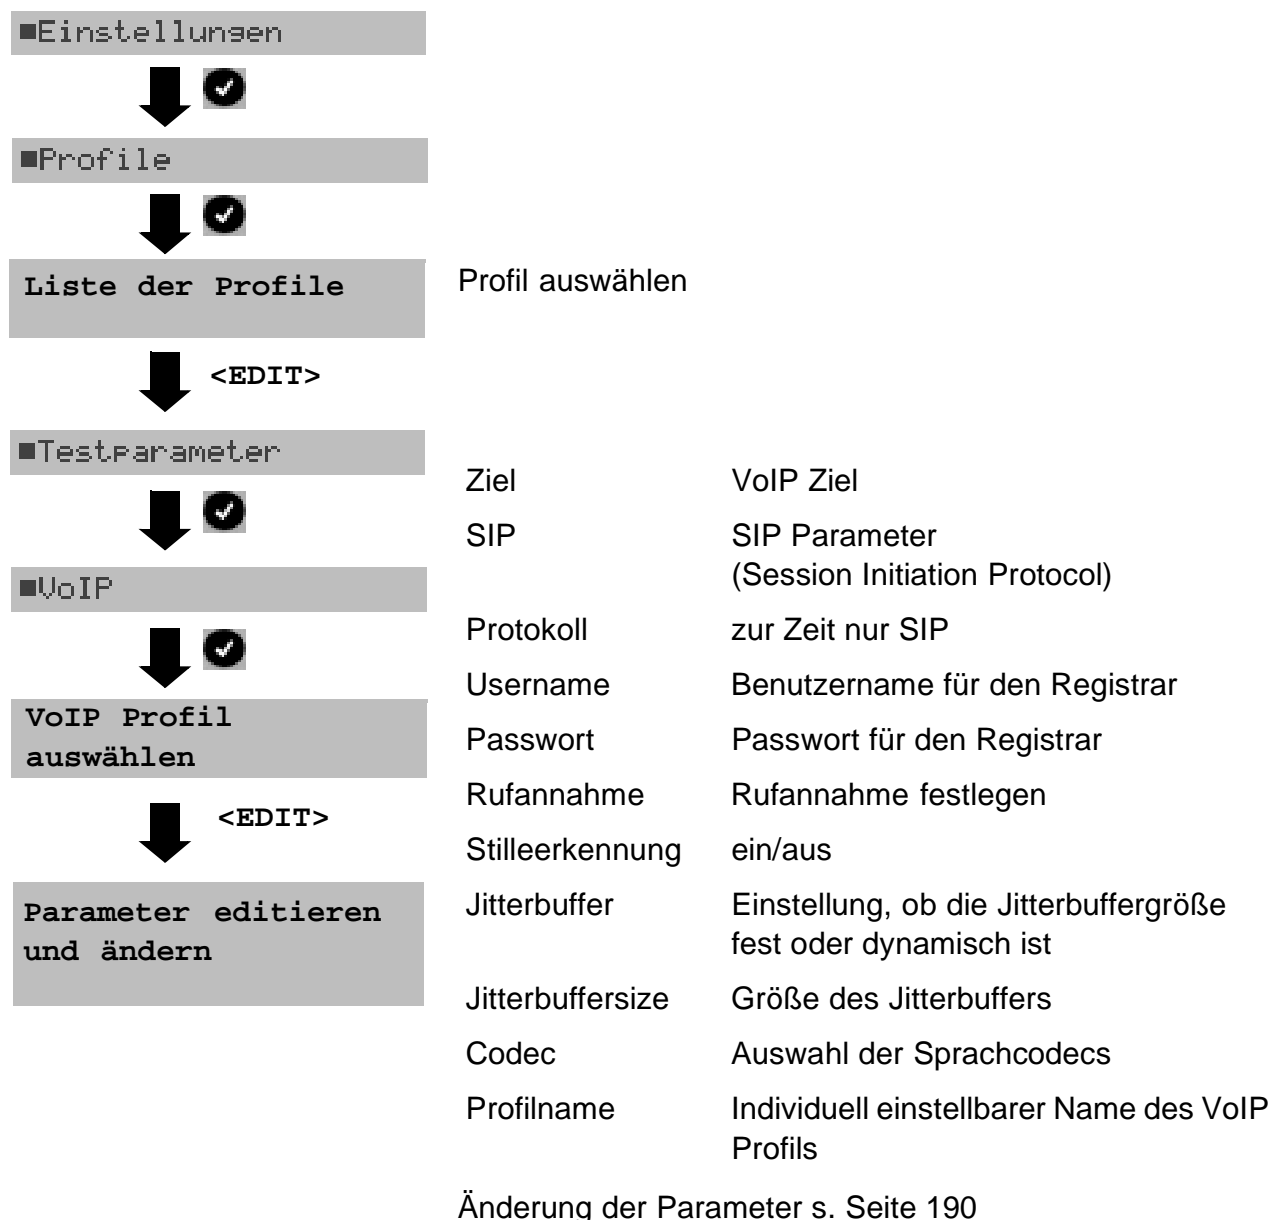 ■Einstellungen
■Profile
Liste der Profile
Profil auswählen
<EDIT>
■Testparameter
■VoIP
VoIP Profil
auswählen
<EDIT>
Parameter editieren
und ändern
Ziel VoIP Ziel
SIP SIP Parameter
(Session Initiation Protocol)
Protokoll zur Zeit nur SIP
Username Benutzername für den Registrar
Passwort Passwort für den Registrar
Rufannahme Rufannahme festlegen
Stilleerkennung ein/aus
Jitterbuffer Einstellung, ob die Jitterbuffergröße
fest oder dynamisch ist
Jitterbuffersize Größe des Jitterbuffers
Codec Auswahl der Sprachcodecs
Profilname Individuell einstellbarer Name des VoIP
Profils
Änderung der Parameter s. Seite 190